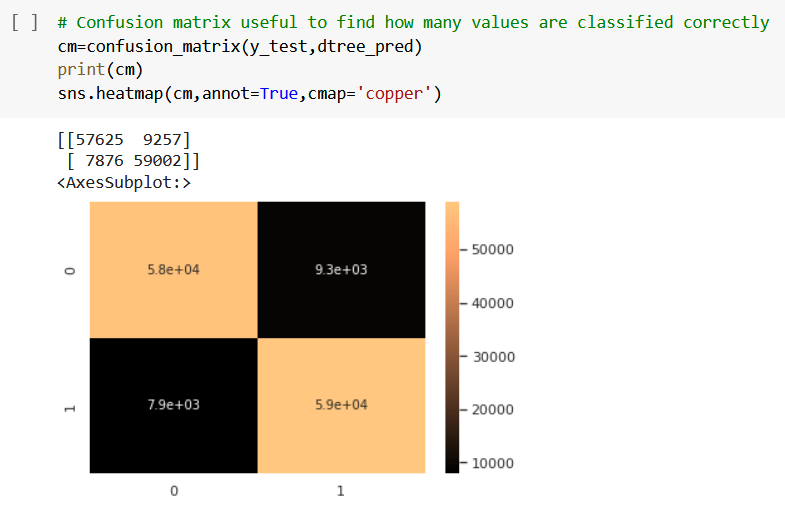 [ ] # Confusion matrix useful to find how many values are classified correctly
cm=confusion_matrix(y_test,dtree_pred)
print(cm)
sns.heatmap(cm,annot=True,cmap='copper')
[[57625  9257]
 [ 7876 59002]]
<AxesSubplot:>
0
5.8e+04
9.3e+03
50000
40000
30000
1
7.9e+03
5.9e+04
20000
10000
0
1